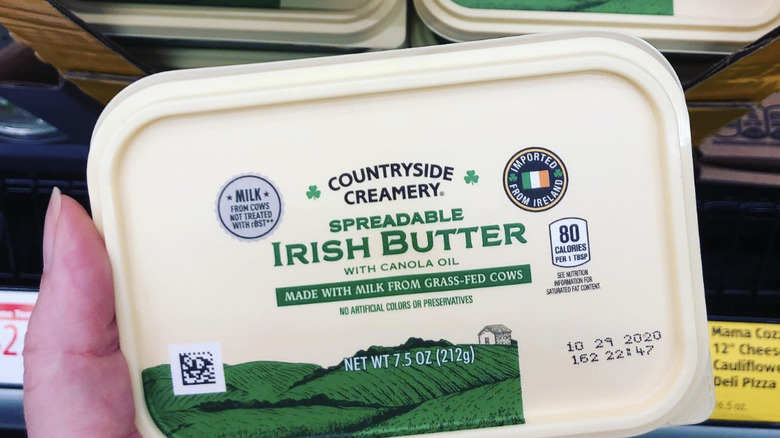 MILK
FROM COWS
NOT TREATED
WITH rBST**
COUNTRYSIDE
CREAMERY®
SPREADABLE
IRISH BUTTER
WITH CANOLA OIL
MADE WITH MILK FROM GRASS-FED COWS
NO ARTIFICIAL COLORS OR PRESERVATIVES
IMPORTED
FROM IRELAND
80
CALORIES
PER 1 TBSP
SEE NUTRITION
INFORMATION FOR
SATURATED FAT CONTENT.
NET WT 7.5 OZ (212g)
10 29 2020
162 22:47
Mama Coz
12" Chees
Cauliflowe
Deli Pizza